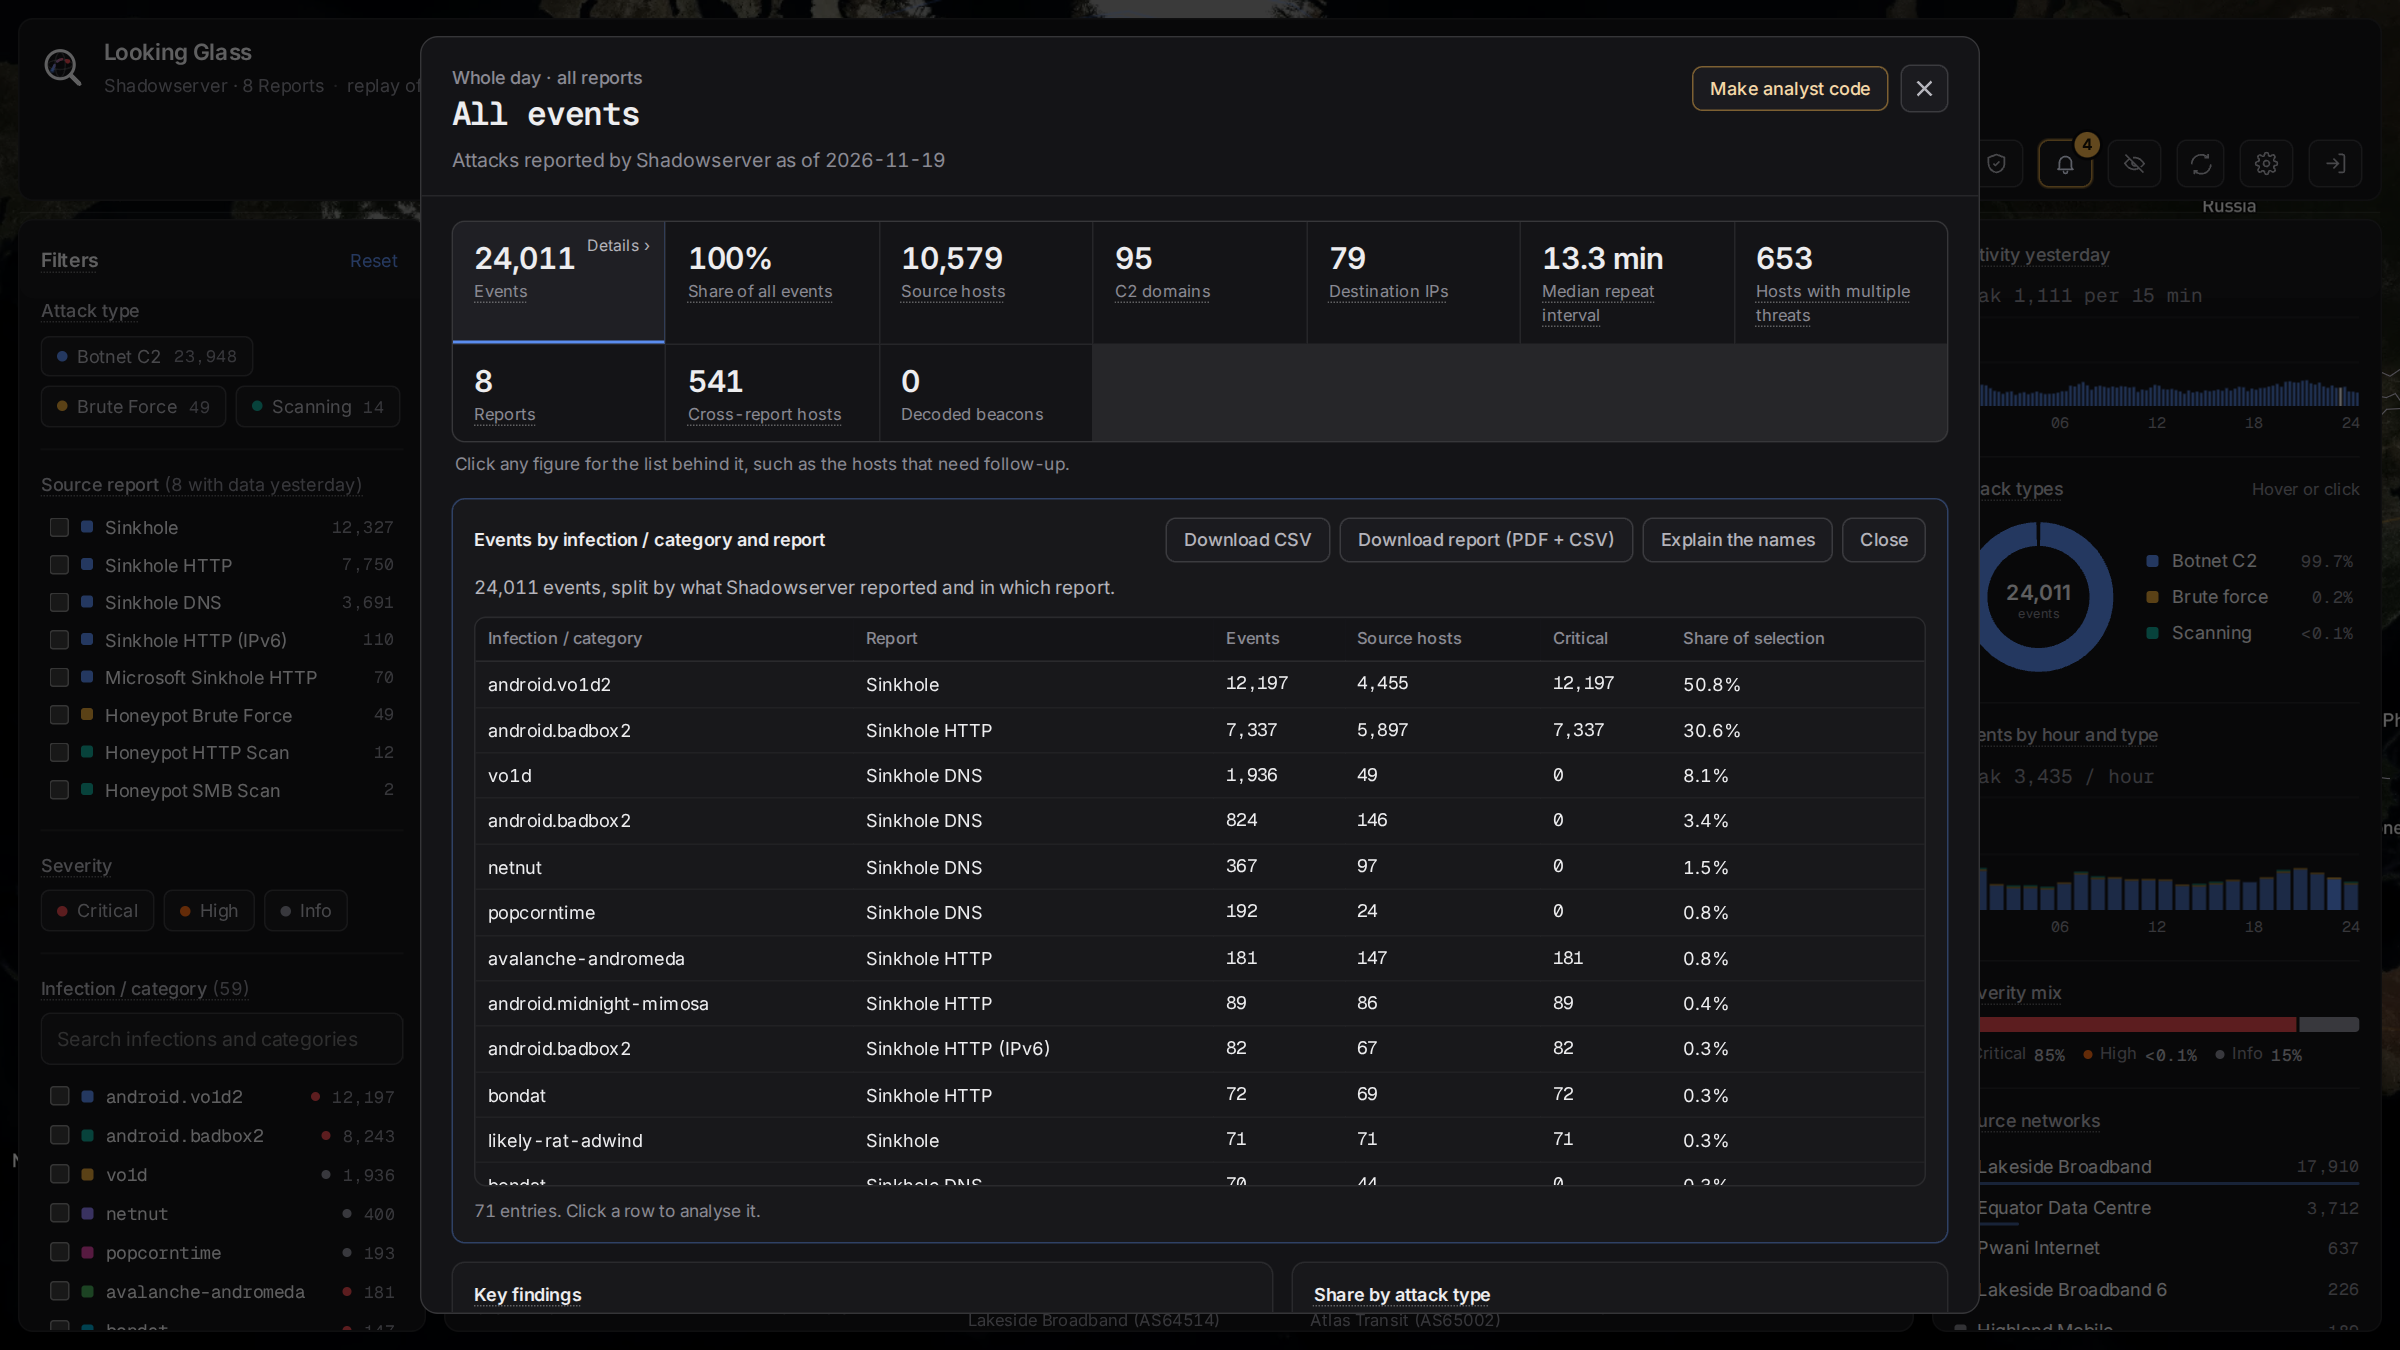 Looking Glass
Shadowserver · 8 Reports · replay of
Whole day · all reports
All events
Attacks reported by Shadowserver as of 2026-11-19
Make analyst code
4
Russia
Filters
Reset
Attack type
Botnet C2 23,948
Brute Force 49
Scanning 14
Source report (8 with data yesterday)
Sinkhole 12,327
Sinkhole HTTP 7,750
Sinkhole DNS 3,691
Sinkhole HTTP (IPv6) 110
Microsoft Sinkhole HTTP 70
Honeypot Brute Force 49
Honeypot HTTP Scan 12
Honeypot SMB Scan 2
Severity
Critical
High
Info
Infection / category (59)
Search infections and categories
android.vo1d2 12,197
android.badbox2 8,243
vo1d 1,936
netnut 400
popcorntime 193
avalanche-andromeda 181
bondat 147
24,011 Details ›
Events
100%
Share of all events
10,579
Source hosts
95
C2 domains
79
Destination IPs
13.3 min
Median repeat
interval
653
Hosts with multiple
threats
8
Reports
541
Cross-report hosts
0
Decoded beacons
Click any figure for the list behind it, such as the hosts that need follow-up.
Events by infection / category and report
Download CSV
Download report (PDF + CSV)
Explain the names
Close
24,011 events, split by what Shadowserver reported and in which report.
Infection / category Report Events Source hosts Critical Share of selection
android.vo1d2 Sinkhole 12,197 4,455 12,197 50.8%
android.badbox2 Sinkhole HTTP 7,337 5,897 7,337 30.6%
vo1d Sinkhole DNS 1,936 49 0 8.1%
android.badbox2 Sinkhole DNS 824 146 0 3.4%
netnut Sinkhole DNS 367 97 0 1.5%
popcorntime Sinkhole DNS 192 24 0 0.8%
avalanche-andromeda Sinkhole HTTP 181 147 181 0.8%
android.midnight-mimosa Sinkhole HTTP 89 86 89 0.4%
android.badbox2 Sinkhole HTTP (IPv6) 82 67 82 0.3%
bondat Sinkhole HTTP 72 69 72 0.3%
likely-rat-adwind Sinkhole 71 71 71 0.3%
bondat Sinkhole DNS 70 44 0 0.3%
71 entries. Click a row to analyse it.
Key findings
Share by attack type
Lakeside Broadband (AS64514)
Atlas Transit (AS65002)
tivity yesterday
ak 1,111 per 15 min
06 12 18 24
ack types
Hover or click
24,011
events
Botnet C2 99.7%
Brute force 0.2%
Scanning <0.1%
ents by hour and type
ak 3,435 / hour
06 12 18 24
verity mix
ritical 85% High <0.1% Info 15%
urce networks
Lakeside Broadband 17,910
Equator Data Centre 3,712
Pwani Internet 637
Lakeside Broadband 6 226
Highland Mobile 189